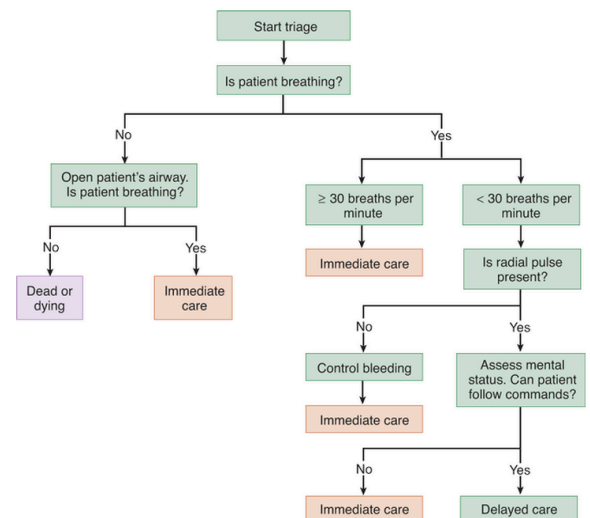 Start triage
Is patient breathing?
No
Yes
Open patient's airway.
Is patient breathing?
≥ 30 breaths per
minute
< 30 breaths per
minute
No
Yes
Immediate care
Is radial pulse
present?
Dead or
dying
Immediate
care
No
Yes
Control bleeding
Assess mental
status. Can patient
follow commands?
Immediate care
No
Yes
Immediate care
Delayed care